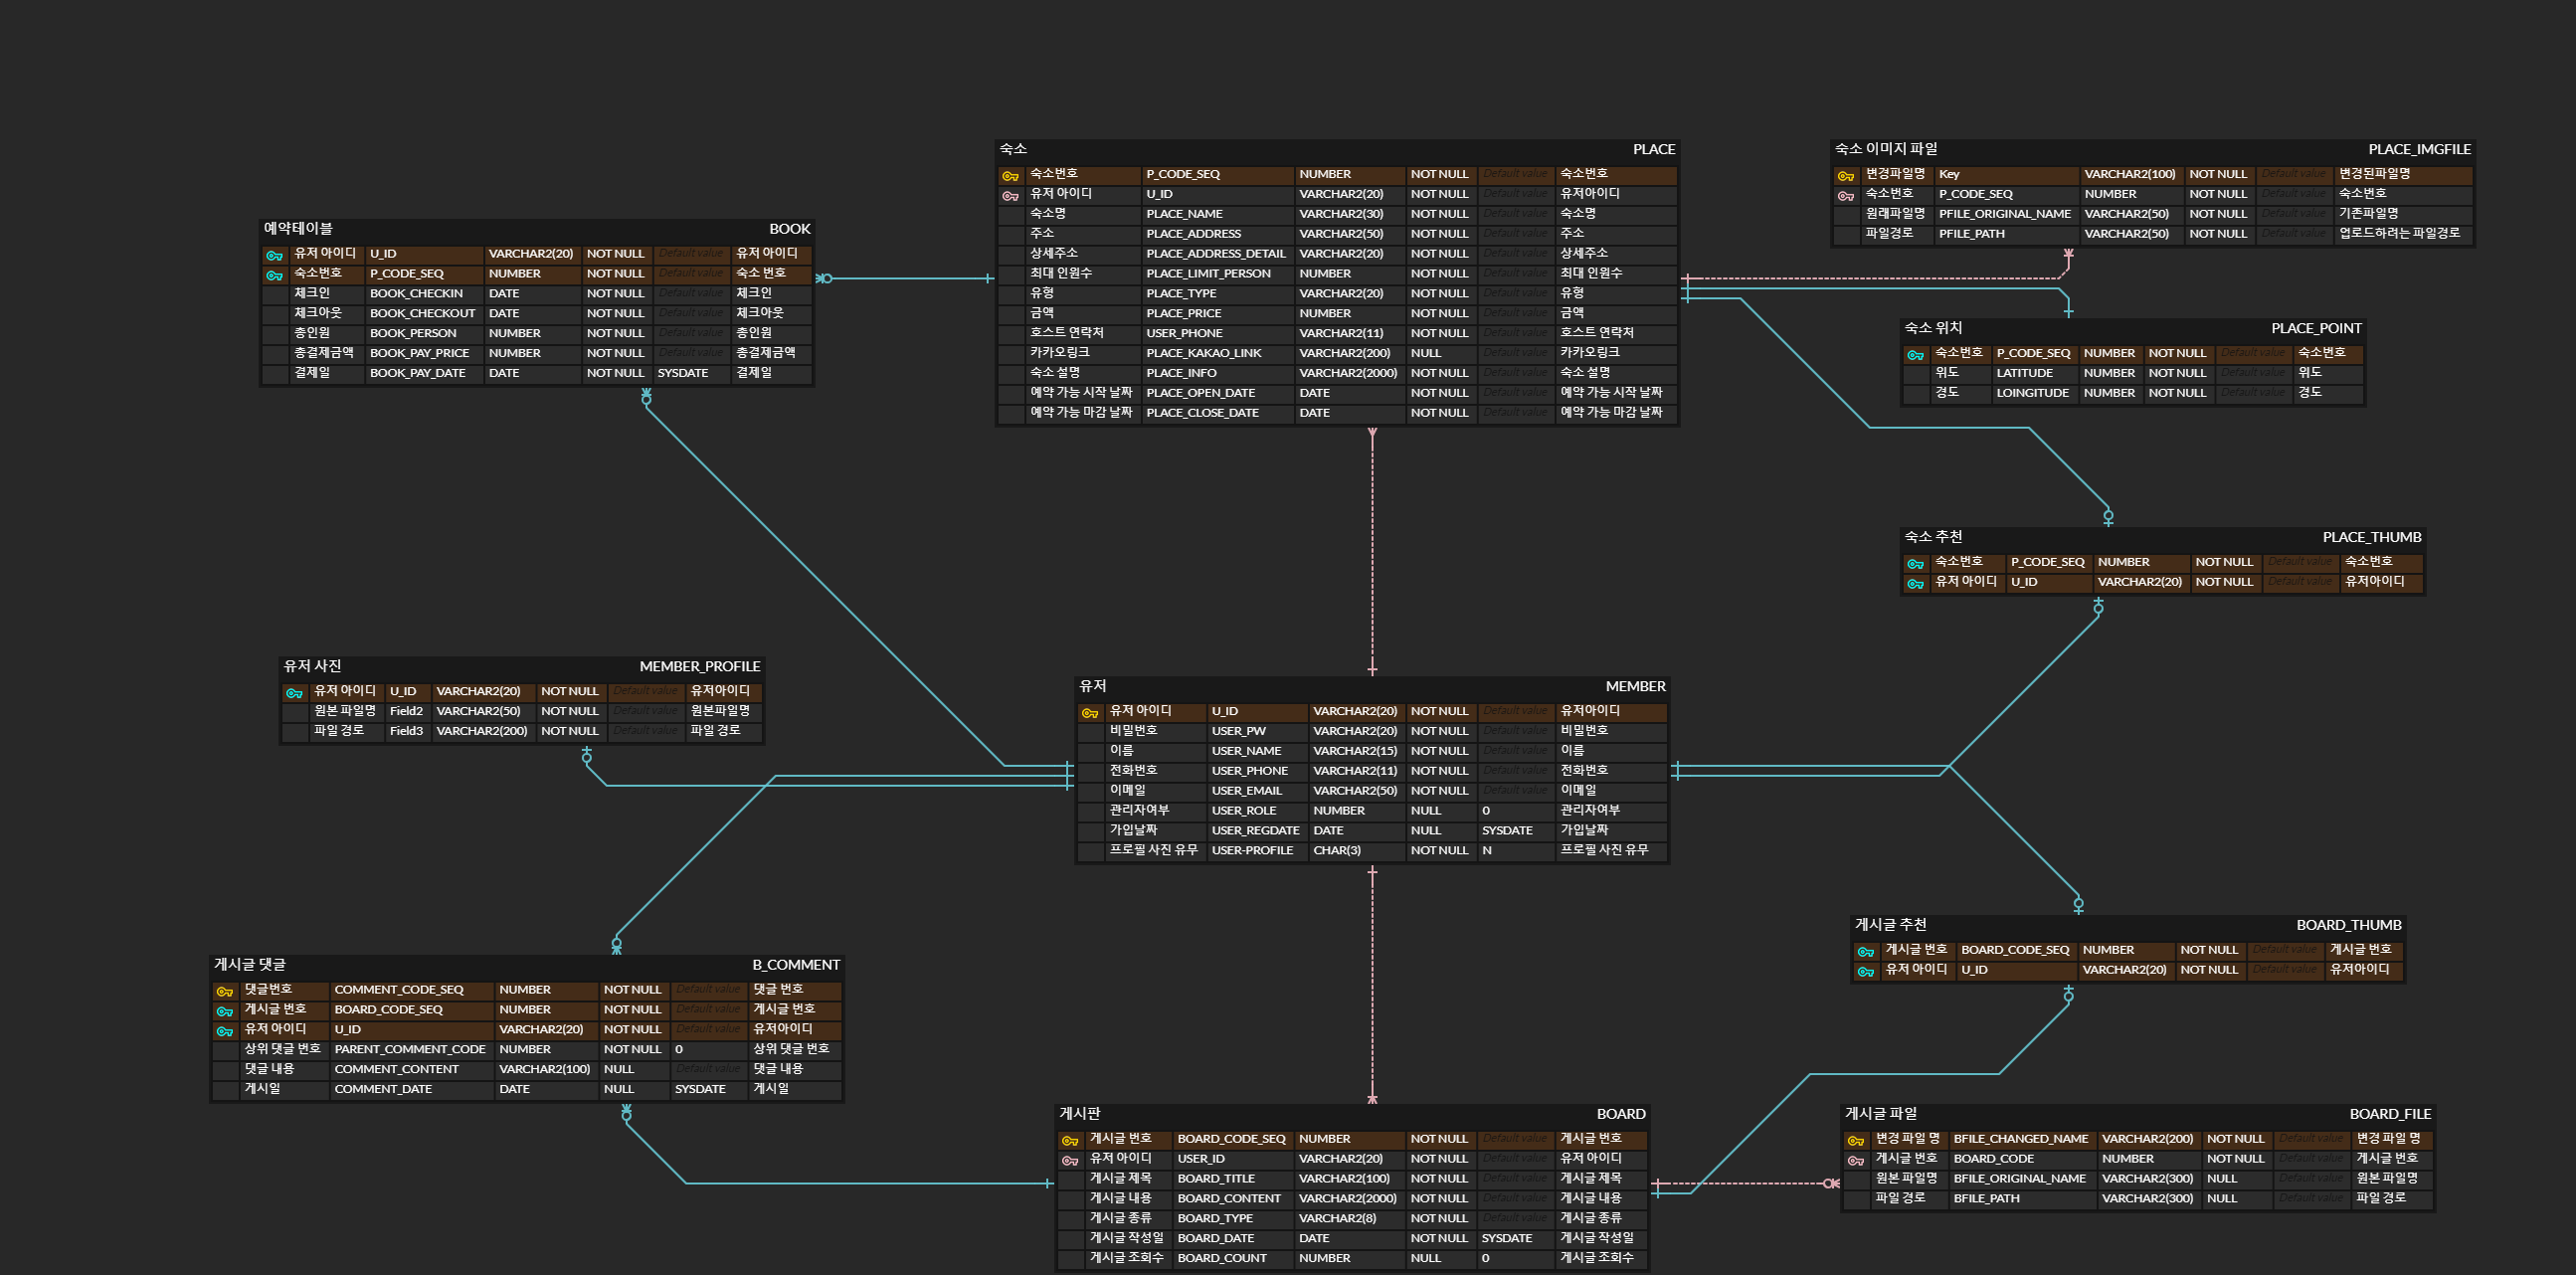 숙소 PLACE
숙소번호 P_CODE_SEQ NUMBER NOT NULL Default value 숙소번호
유저 아이디 U_ID VARCHAR2(20) NOT NULL Default value 유저아이디
숙소명 PLACE_NAME VARCHAR2(30) NOT NULL Default value 숙소명
주소 PLACE_ADDRESS VARCHAR2(50) NOT NULL Default value 주소
상세주소 PLACE_ADDRESS_DETAIL VARCHAR2(20) NOT NULL Default value 상세주소
최대 인원수 PLACE_LIMIT_PERSON NUMBER NOT NULL Default value 최대 인원수
유형 PLACE_TYPE VARCHAR2(20) NOT NULL Default value 유형
금액 PLACE_PRICE NUMBER NOT NULL Default value 금액
호스트 연락처 USER_PHONE VARCHAR2(11) NOT NULL Default value 호스트 연락처
카카오링크 PLACE_KAKAO_LINK VARCHAR2(200) NULL Default value 카카오링크
숙소 설명 PLACE_INFO VARCHAR2(2000) NOT NULL Default value 숙소 설명
예약 가능 시작 날짜 PLACE_OPEN_DATE DATE NOT NULL Default value 예약 가능 시작 날짜
예약 가능 마감 날짜 PLACE_CLOSE_DATE DATE NOT NULL Default value 예약 가능 마감 날짜
숙소 이미지 파일 PLACE_IMGFILE
변경파일명 Key VARCHAR2(100) NOT NULL Default value 변경된파일명
숙소번호 P_CODE_SEQ NUMBER NOT NULL Default value 숙소번호
원래파일명 PFILE_ORIGINAL_NAME VARCHAR2(50) NOT NULL Default value 기존파일명
파일경로 PFILE_PATH VARCHAR2(50) NOT NULL Default value 업로드하려는 파일경로
예약테이블 BOOK
유저 아이디 U_ID VARCHAR2(20) NOT NULL Default value 유저 아이디
숙소번호 P_CODE_SEQ NUMBER NOT NULL Default value 숙소 번호
체크인 BOOK_CHECKIN DATE NOT NULL Default value 체크인
체크아웃 BOOK_CHECKOUT DATE NOT NULL Default value 체크아웃
총인원 BOOK_PERSON NUMBER NOT NULL Default value 총인원
총결제금액 BOOK_PAY_PRICE NUMBER NOT NULL Default value 총결제금액
결제일 BOOK_PAY_DATE DATE NOT NULL SYSDATE 결제일
숙소 위치 PLACE_POINT
숙소번호 P_CODE_SEQ NUMBER NOT NULL Default value 숙소번호
위도 LATITUDE NUMBER NOT NULL Default value 위도
경도 LOINGITUDE NUMBER NOT NULL Default value 경도
숙소 추천 PLACE_THUMB
숙소번호 P_CODE_SEQ NUMBER NOT NULL Default value 숙소번호
유저 아이디 U_ID VARCHAR2(20) NOT NULL Default value 유저아이디
유저 사진 MEMBER_PROFILE
유저 아이디 U_ID VARCHAR2(20) NOT NULL Default value 유저아이디
원본 파일명 Field2 VARCHAR2(50) NOT NULL Default value 원본파일명
파일 경로 Field3 VARCHAR2(200) NOT NULL Default value 파일 경로
유저 MEMBER
유저 아이디 U_ID VARCHAR2(20) NOT NULL Default value 유저아이디
비밀번호 USER_PW VARCHAR2(20) NOT NULL Default value 비밀번호
이름 USER_NAME VARCHAR2(15) NOT NULL Default value 이름
전화번호 USER_PHONE VARCHAR2(11) NOT NULL Default value 전화번호
이메일 USER_EMAIL VARCHAR2(50) NOT NULL Default value 이메일
관리자여부 USER_ROLE NUMBER NULL 0 관리자여부
가입날짜 USER_REGDATE DATE NULL SYSDATE 가입날짜
프로필 사진 유무 USER-PROFILE CHAR(3) NOT NULL N 프로필 사진 유무
게시글 추천 BOARD_THUMB
게시글 번호 BOARD_CODE_SEQ NUMBER NOT NULL Default value 게시글 번호
유저 아이디 U_ID VARCHAR2(20) NOT NULL Default value 유저아이디
게시글 댓글 B_COMMENT
댓글번호 COMMENT_CODE_SEQ NUMBER NOT NULL Default value 댓글 번호
게시글 번호 BOARD_CODE_SEQ NUMBER NOT NULL Default value 게시글 번호
유저 아이디 U_ID VARCHAR2(20) NOT NULL Default value 유저아이디
상위 댓글 번호 PARENT_COMMENT_CODE NUMBER NOT NULL 0 상위 댓글 번호
댓글 내용 COMMENT_CONTENT VARCHAR2(100) NULL Default value 댓글 내용
게시일 COMMENT_DATE DATE NULL SYSDATE 게시일
게시판 BOARD
게시글 번호 BOARD_CODE_SEQ NUMBER NOT NULL Default value 게시글 번호
유저 아이디 USER_ID VARCHAR2(20) NOT NULL Default value 유저 아이디
게시글 제목 BOARD_TITLE VARCHAR2(100) NOT NULL Default value 게시글 제목
게시글 내용 BOARD_CONTENT VARCHAR2(2000) NOT NULL Default value 게시글 내용
게시글 종류 BOARD_TYPE VARCHAR2(8) NOT NULL Default value 게시글 종류
게시글 작성일 BOARD_DATE DATE NOT NULL SYSDATE 게시글 작성일
게시글 조회수 BOARD_COUNT NUMBER NULL 0 게시글 조회수
게시글 파일 BOARD_FILE
변경 파일 명 BFILE_CHANGED_NAME VARCHAR2(200) NOT NULL Default value 변경 파일 명
게시글 번호 BOARD_CODE NUMBER NOT NULL Default value 게시글 번호
원본 파일명 BFILE_ORIGINAL_NAME VARCHAR2(300) NULL Default value 원본 파일명
파일 경로 BFILE_PATH VARCHAR2(300) NULL Default value 파일 경로